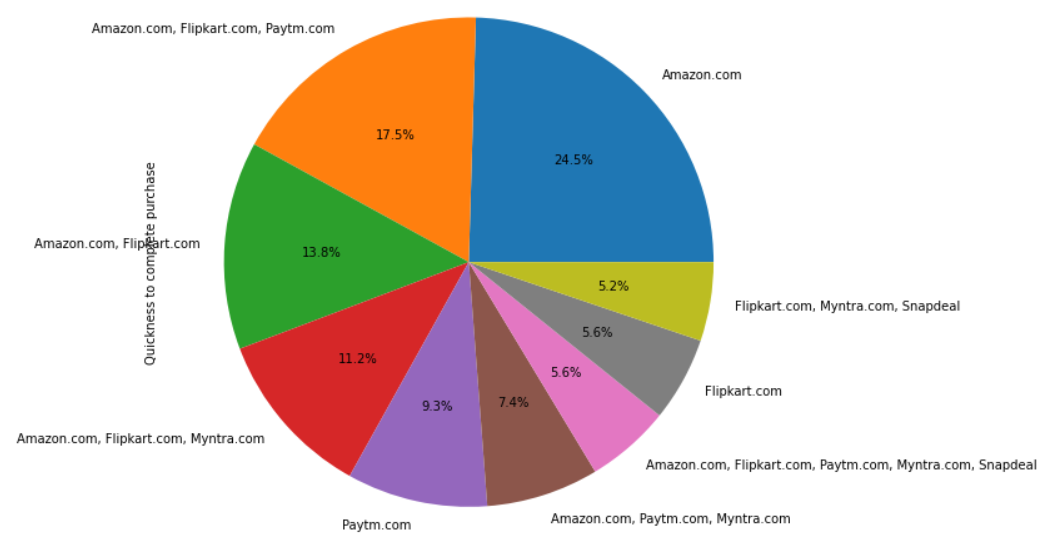 Amazon.com, Flipkart.com, Paytm.com
Amazon.com
17.5%
24.5%
Quickness to complete purchase
Amazon.com, Flipkart.com
13.8%
5.2%
Flipkart.com, Myntra.com, Snapdeal
5.6%
11.2%
5.6%
Flipkart.com
9.3%
7.4%
Amazon.com, Flipkart.com, Myntra.com
Amazon.com, Flipkart.com, Paytm.com, Myntra.com, Snapdeal
Paytm.com
Amazon.com, Paytm.com, Myntra.com